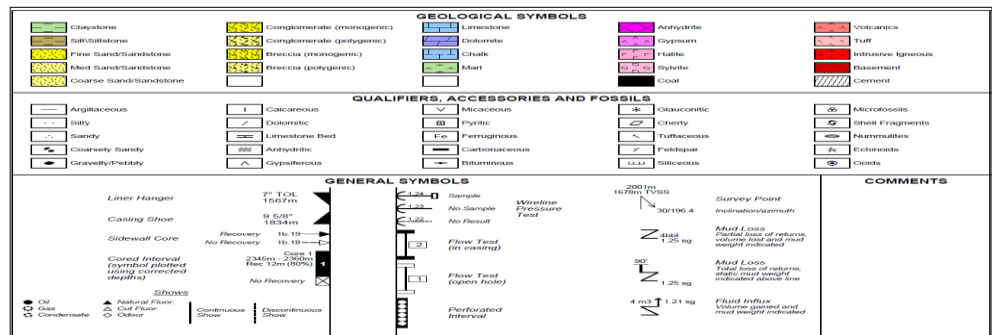 GEOLOGICAL SYMBOLS
Claystone
Silt\Siltstone
Fine Sand/Sandstone
Med Sand/Sandstone
Coarse Sand/Sandstone
Conglomerate (monogenic)
Conglomerate (polygenic)
Breccia (monogenic)
Breccia (polygenic)
Limestone
Dolomite
Chalk
Marl
Anhydrite
Gypsum
Halite
Sylvite
Coal
Volcanics
Tuff
Intrusive Igneous
Basement
Cement
QUALIFIERS, ACCESSORIES AND FOSSILS
Argillaceous
Silty
Sandy
Coarsely Sandy
Gravelly/Pebbly
Calcareous
Dolomitic
Limestone Bed
Anhydritic
Gypsiferous
Micaceous
Pyritic
Fe Ferruginous
Carbonaceous
Bituminous
Glauconitic
Cherty
Tuffaceous
Feldspar
Siliceous
Microfossils
Shell Fragments
Nummulites
Echinoids
Ooids
GENERAL SYMBOLS
Liner Hanger
7" TOL
1567m
Casing Shoe
9 5/8"
1834m
Sidewall Core
Recovery 1b.19
No Recovery 1b.18
Cored Interval
(symbol plotted
using corrected
depths)
Core 1
2345m - 2360m
Rec 12m (80%)
1
No Recovery
Shows
Oil
Gas
Condensate
Natural Fluor.
Cut Fluor.
Odour
Continuous
Show
Discontinuous
Show
1.24 Sample
1.23 No Sample
1.22 No Result
Wireline
Pressure
Test
2
Flow Test
(in casing)
1
Flow Test
(open hole)
Perforated
Interval
2001m
1678m TVSS
30/196.4
Survey Point
Inclination/azimuth
4bbl
1.25 sg
Mud Loss
Partial loss of returns,
volume lost and mud
weight indicated
90'
1.25 sg
Mud Loss
Total loss of returns,
static mud weight
indicated above line
4 m3 1.21 sg
Fluid Influx
Volume gained and
mud weight indicated
COMMENTS